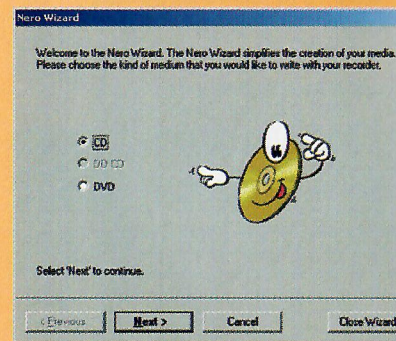 Nero Wizard
Welcome to the Nero Wizard. The Nero Wizard simplifies the creation of your media.
Please choose the kind of medium that you would like to write with your recorder.
CD
DD CD
DVD
Select 'Next' to continue.
< Previous
Next >
Cancel
Close Wizard